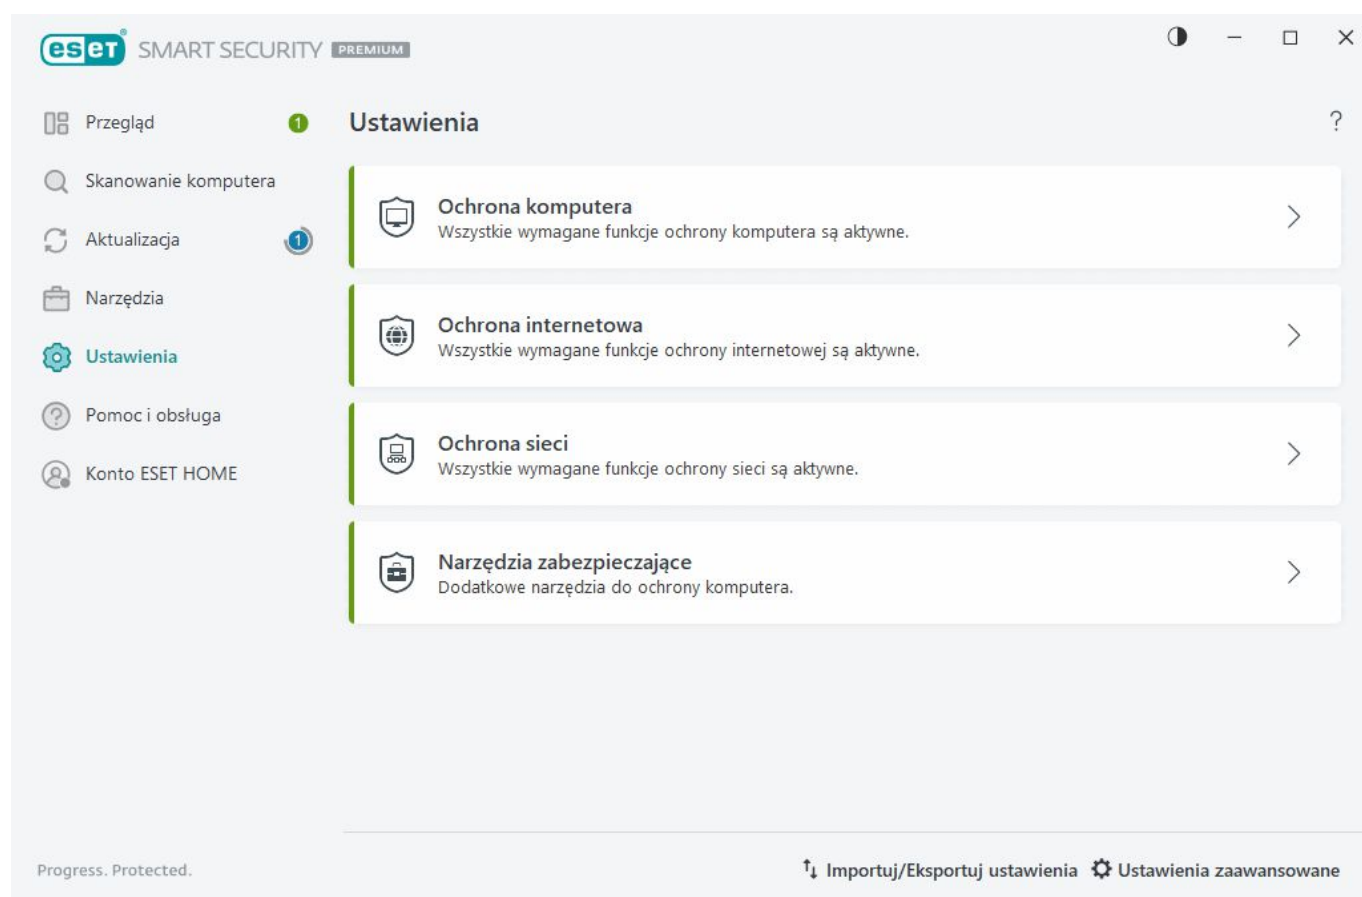 eset SMART SECURITY PREMIUM
Przegląd 1
Skanowanie komputera
Aktualizacja 1
Narzędzia
Ustawienia
Pomoc i obsługa
Konto ESET HOME
Ustawienia ?
Ochrona komputera
Wszystkie wymagane funkcje ochrony komputera są aktywne.
Ochrona internetowa
Wszystkie wymagane funkcje ochrony internetowej są aktywne.
Ochrona sieci
Wszystkie wymagane funkcje ochrony sieci są aktywne.
Narzędzia zabezpieczające
Dodatkowe narzędzia do ochrony komputera.
Progress. Protected.
Importuj/Eksportuj ustawienia Ustawienia zaawansowane